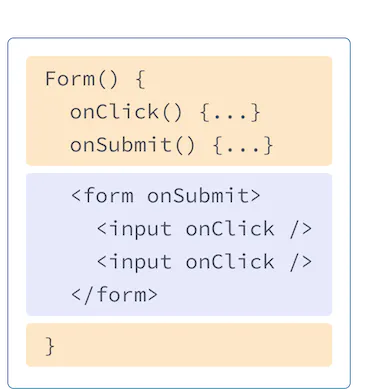 Form() {
onClick() {...}
onSubmit() {...}
<form onSubmit>
<input onClick />
<input onClick />
</form>
}